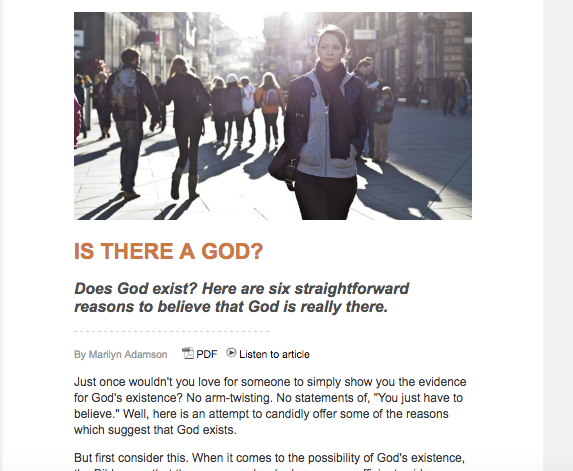 IS THERE A GOD?
Does God exist? Here are six straightforward
reasons to believe that God is really there.
By Marilyn Adamson PDF Listen to article
Just once wouldn't you love for someone to simply show you the evidence
for God's existence? No arm-twisting. No statements of, "You just have to
believe." Well, here is an attempt to candidly offer some of the reasons
which suggest that God exists.
But first consider this. When it comes to the possibility of God's existence,